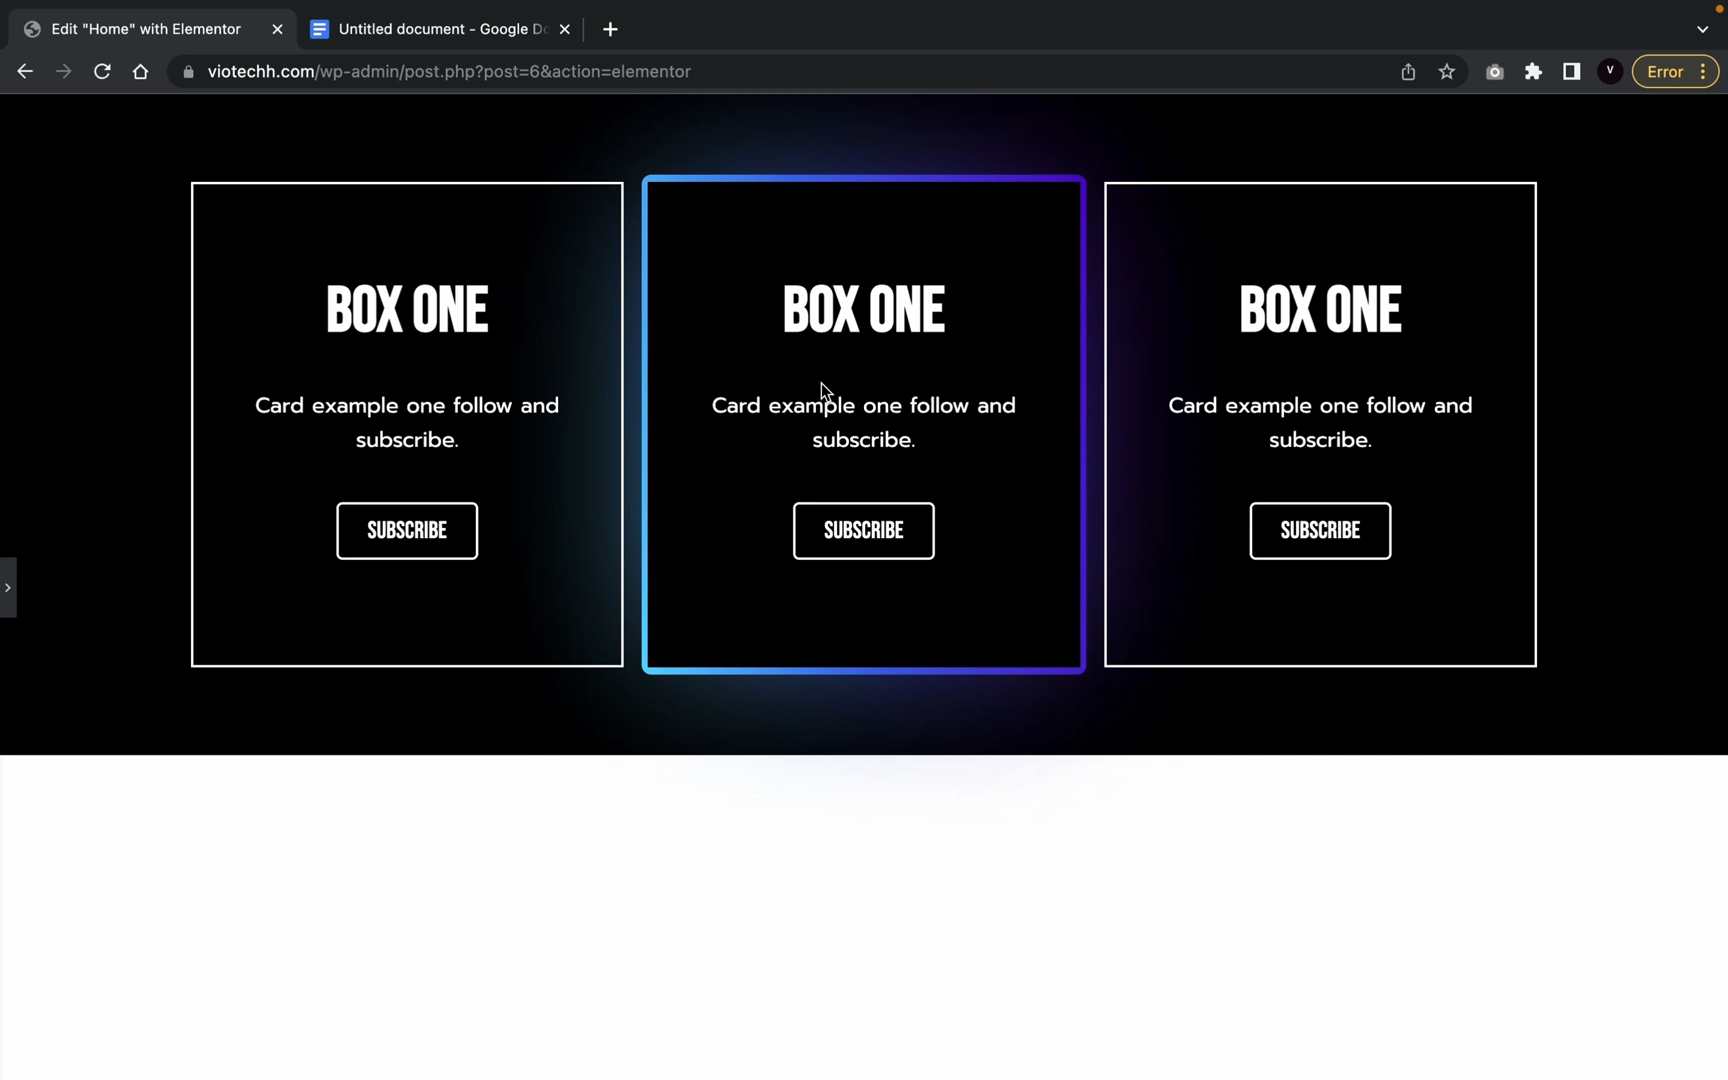 Edit "Home" with Elementor
Untitled document - Google Do
viotechh.com/wp-admin/post.php?post=6&action=elementor
V
Error
BOX ONE
Card example one follow and
subscribe.
SUBSCRIBE
BOX ONE
Card example one follow and
subscribe.
SUBSCRIBE
BOX ONE
Card example one follow and
subscribe.
SUBSCRIBE